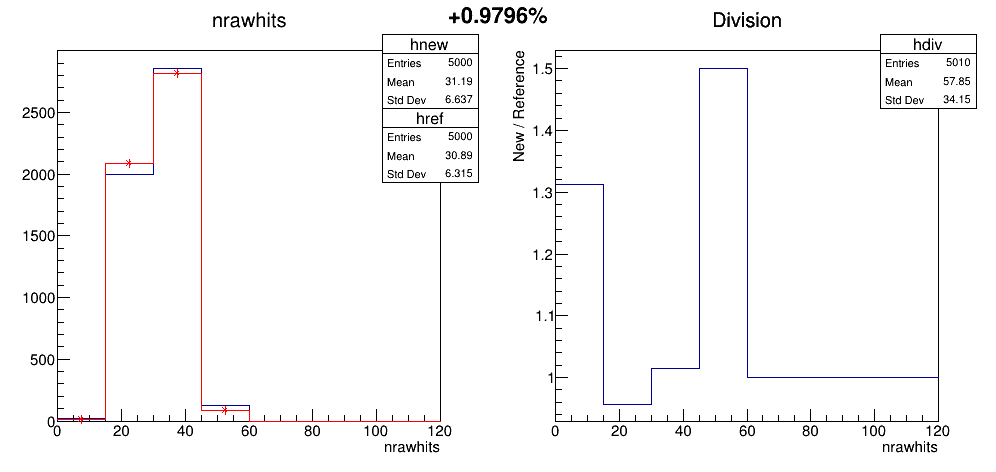 +0.9796%
nrawhits
hnew
Entries 5000
Mean 31.19
Std Dev 6.637
href
Entries 5000
Mean 30.89
Std Dev 6.315
2500
2000
1500
1000
500
0
0 20 40 60 80 100 120
nrawhits
Division
hdiv
Entries 5010
Mean 57.85
Std Dev 34.15
New / Reference
1.5
1.4
1.3
1.2
1.1
1
0 20 40 60 80 100 120
nrawhits